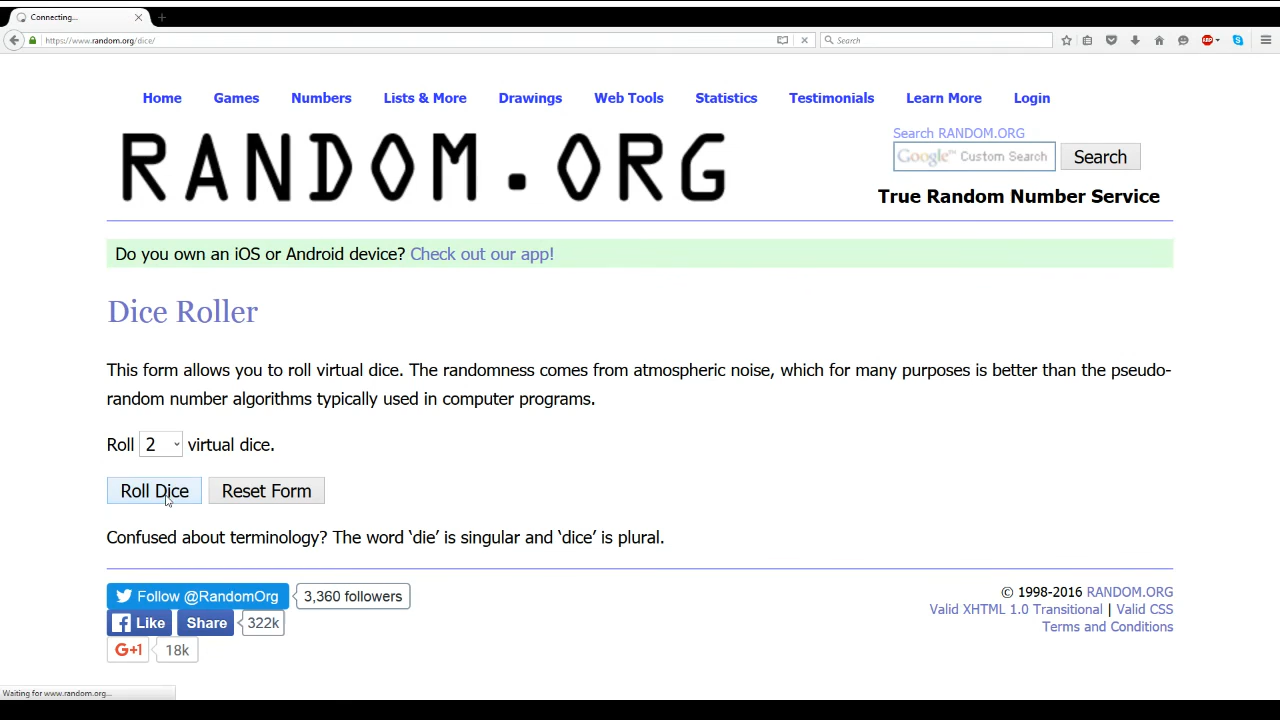 Connecting...
https://www.random.org/dice/
Search
Home Games Numbers Lists & More Drawings Web Tools Statistics Testimonials Learn More Login
RANDOM.ORG
Search RANDOM.ORG
Google™ Custom Search Search
True Random Number Service
Do you own an iOS or Android device? Check out our app!
Dice Roller
This form allows you to roll virtual dice. The randomness comes from atmospheric noise, which for many purposes is better than the pseudo-
random number algorithms typically used in computer programs.
Roll 2 virtual dice.
Roll Dice Reset Form
Confused about terminology? The word ‘die’ is singular and ‘dice’ is plural.
Follow @RandomOrg 3,360 followers
Like Share 322k
G+1 18k
© 1998-2016 RANDOM.ORG
Valid XHTML 1.0 Transitional | Valid CSS
Terms and Conditions
Waiting for www.random.org...